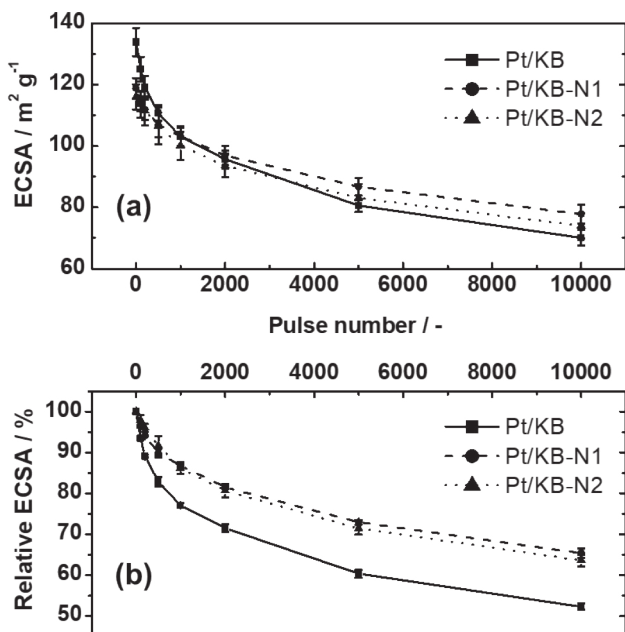 140
120
100
80
60
ECSA / m² g⁻¹
Pt/KB
Pt/KB-N1
Pt/KB-N2
(a)
0 2000 4000 6000 8000 10000
Pulse number / -
0 2000 4000 6000 8000 10000
100
90
80
70
60
50
Relative ECSA / %
Pt/KB
Pt/KB-N1
Pt/KB-N2
(b)